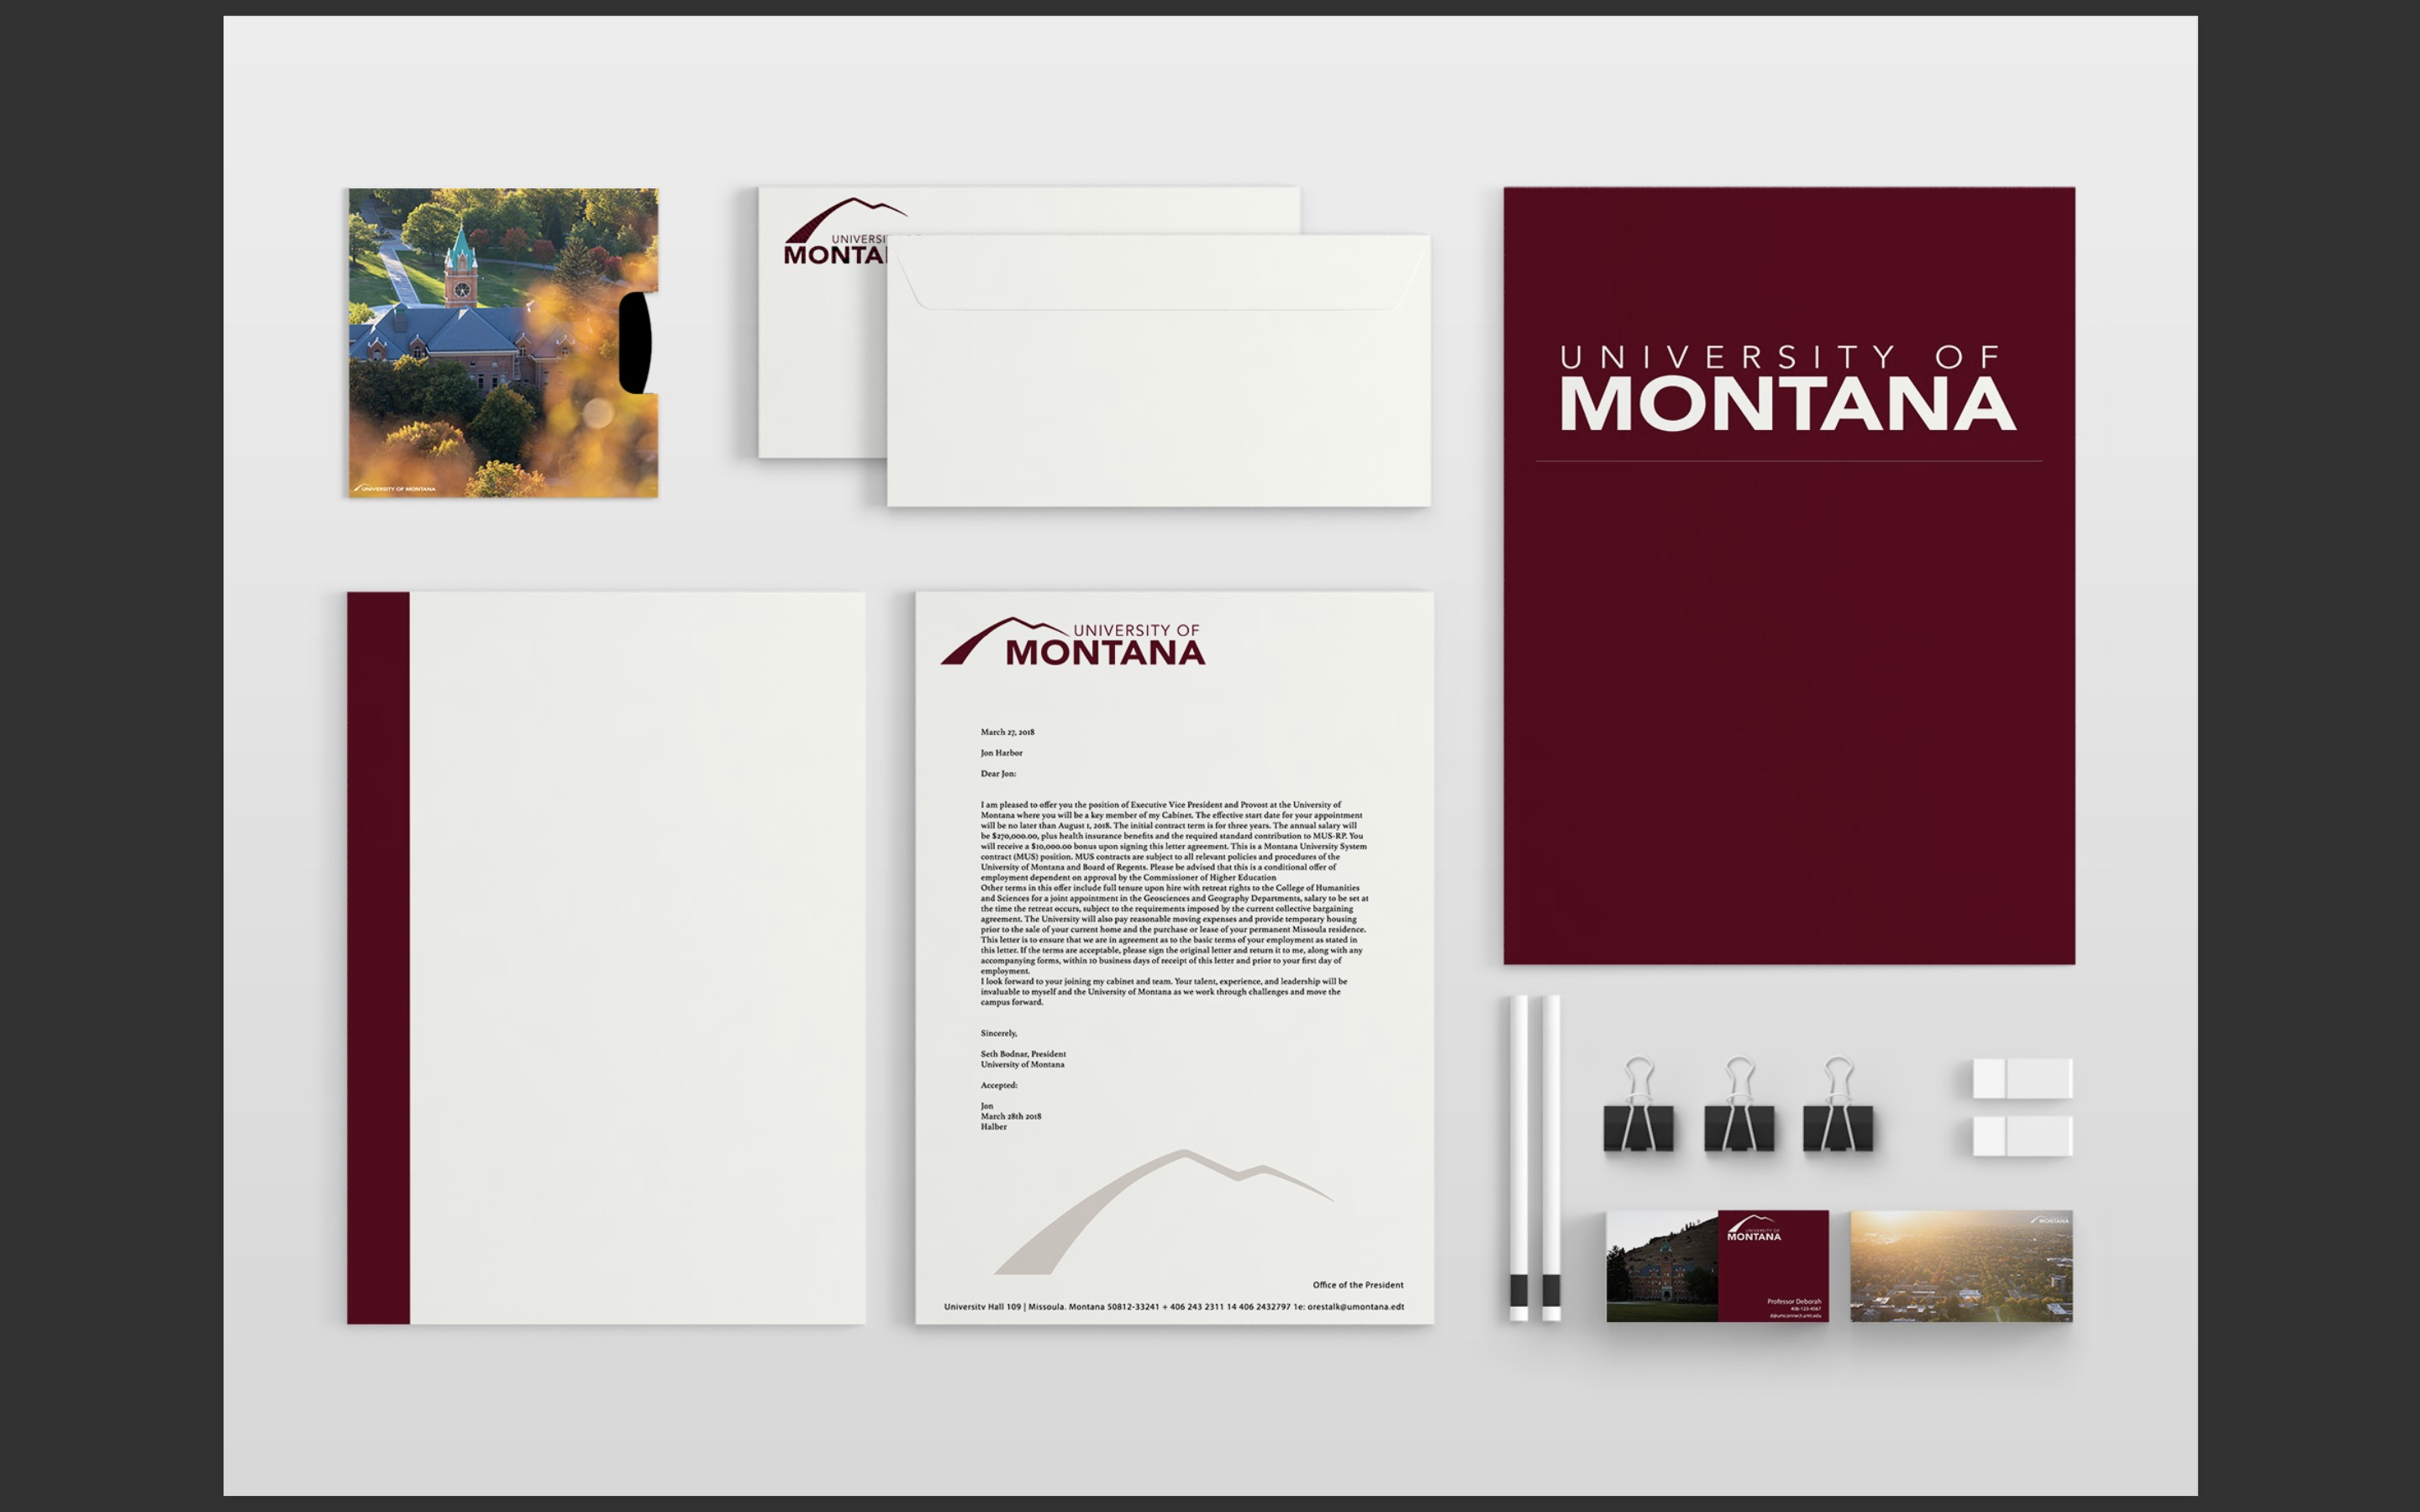 UNIVERSITY OF MONTANA
UNIVERSI
MONTA
UNIVERSITY OF
MONTANA
UNIVERSITY OF
MONTANA
March 27, 2018
Jon Harbor
Dear Jon:
I am pleased to offer you the position of Executive Vice President and Provost at the University of
Montana where you will be a key member of my Cabinet. The effective start date for your appointment
will be no later than August 1, 2018. The initial contract term is for three years. The annual salary will
be $270,000.00, plus health insurance benefits and the required standard contribution to MUS-RP. You
will receive a $10,000.00 bonus upon signing this letter agreement. This is a Montana University System
contract (MUS) position. MUS contracts are subject to all relevant policies and procedures of the
University of Montana and Board of Regents. Please be advised that this is a conditional offer of
employment dependent on approval by the Commissioner of Higher Education
Other terms in this offer include full tenure upon hire with retreat rights to the College of Humanities
and Sciences for a joint appointment in the Geosciences and Geography Departments, salary to be set at
the time the retreat occurs, subject to the requirements imposed by the current collective bargaining
agreement. The University will also pay reasonable moving expenses and provide temporary housing
prior to the sale of your current home and the purchase or lease of your permanent Missoula residence.
This letter is to ensure that we are in agreement as to the basic terms of your employment as stated in
this letter. If the terms are acceptable, please sign the original letter and return it to me, along with any
accompanying forms, within 10 business days of receipt of this letter and prior to your first day of
employment.
I look forward to your joining my cabinet and team. Your talent, experience, and leadership will be
invaluable to myself and the University of Montana as we work through challenges and move the
campus forward.
Sincerely,
Seth Bodnar, President
University of Montana
Accepted:
Jon
March 28th 2018
Halber
Office of the President
Universitv Hall 109 | Missoula. Montana 50812-33241 + 406 243 2311 14 406 2432797 1e: orestalk@umontana.edt
UNIVERSITY OF
MONTANA
Professor Deborah
406-123-4567
MONTANA